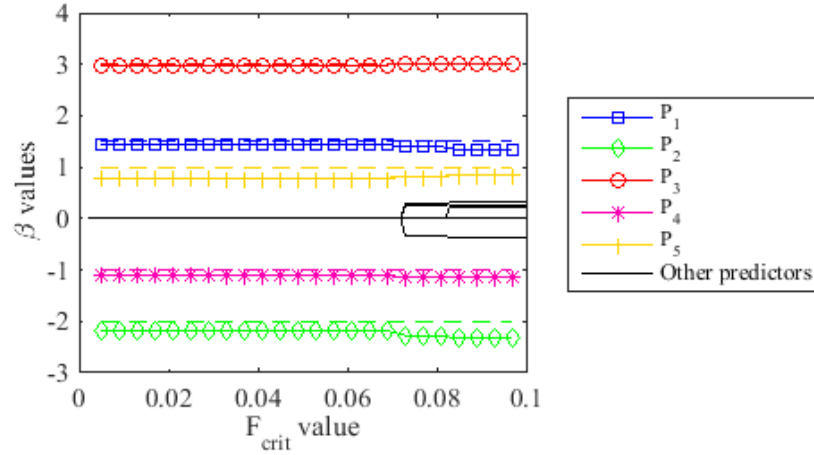 4
3
2
1
0
-1
-2
-3
β values
0
0.02
0.04
0.06
0.08
0.1
F_crit value
P_1
P_2
P_3
P_4
P_5
Other predictors